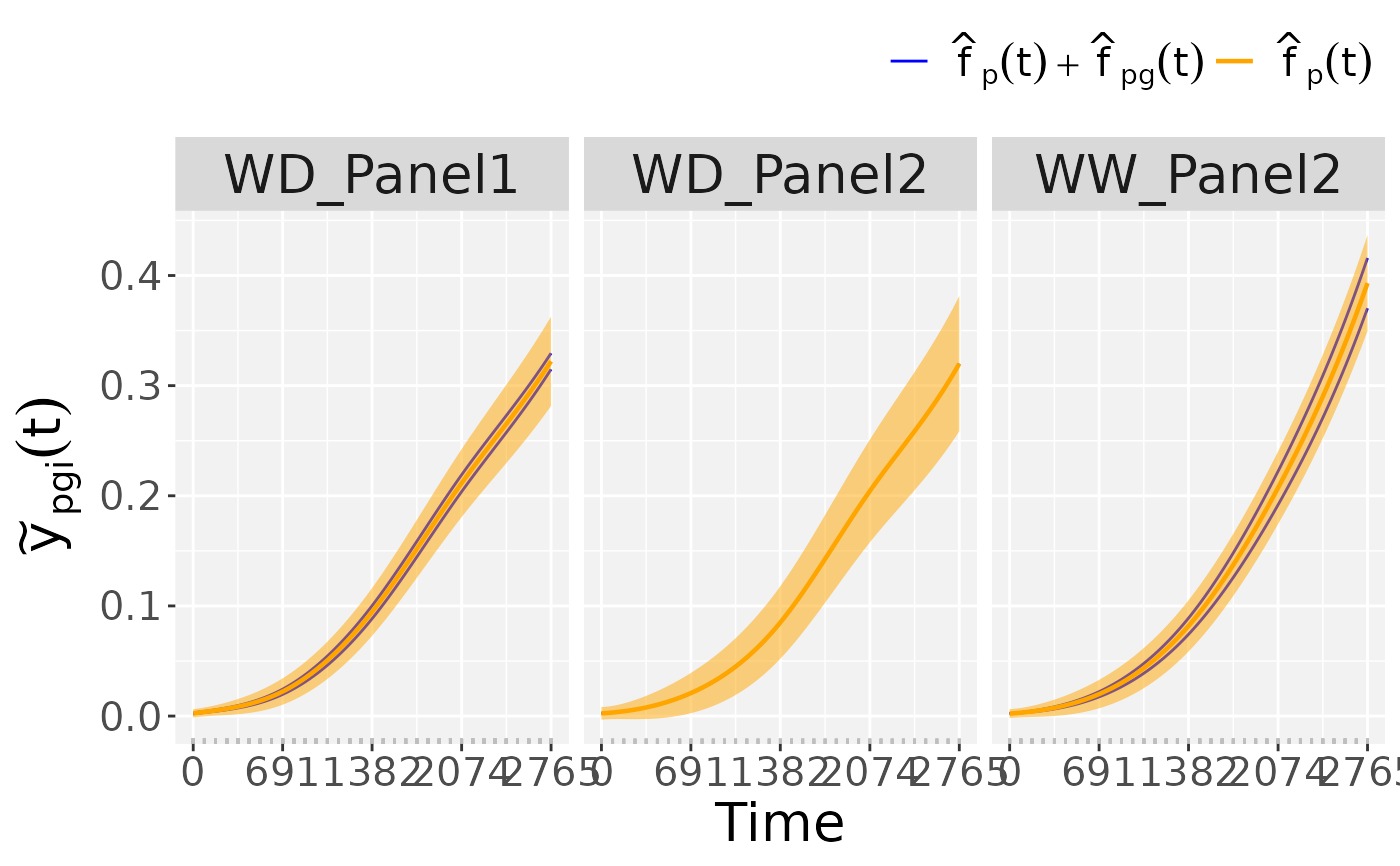 f̂ p(t) + f̂ pg(t) f̂ p(t)
WD_Panel1 WD_Panel2 WW_Panel2
0.4
0.3
0.2
0.1
0.0
ỹ pgi(t)
0 691 1382 2074 2765 0 691 1382 2074 2765 0 691 1382 2074 2765
Time